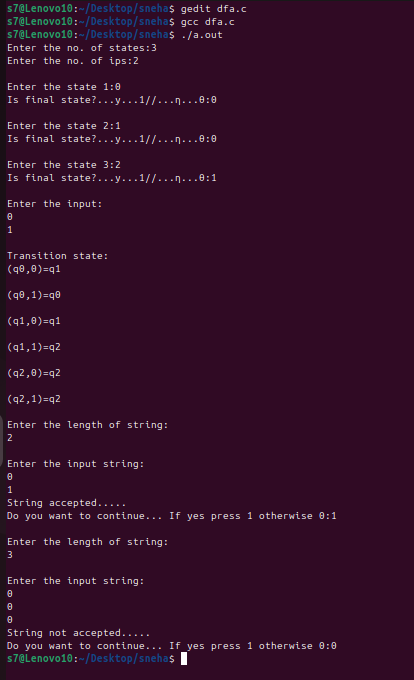 s7@Lenovo10:~/Desktop/sneha$ gedit dfa.c
s7@Lenovo10:~/Desktop/sneha$ gcc dfa.c
s7@Lenovo10:~/Desktop/sneha$ ./a.out
Enter the no. of states:3
Enter the no. of ips:2
Enter the state 1:0
Is final state?...y...1//...η...0:0
Enter the state 2:1
Is final state?...y...1//...η...0:0
Enter the state 3:2
Is final state?...y...1//...η...0:1
Enter the input:
0
1
Transition state:
(q0,0)=q1
(q0,1)=q0
(q1,0)=q1
(q1,1)=q2
(q2,0)=q2
(q2,1)=q2
Enter the length of string:
2
Enter the input string:
0
1
String accepted.....
Do you want to continue... If yes press 1 otherwise 0:1
Enter the length of string:
3
Enter the input string:
0
0
0
String not accepted.....
Do you want to continue... If yes press 1 otherwise 0:0
s7@Lenovo10:~/Desktop/sneha$